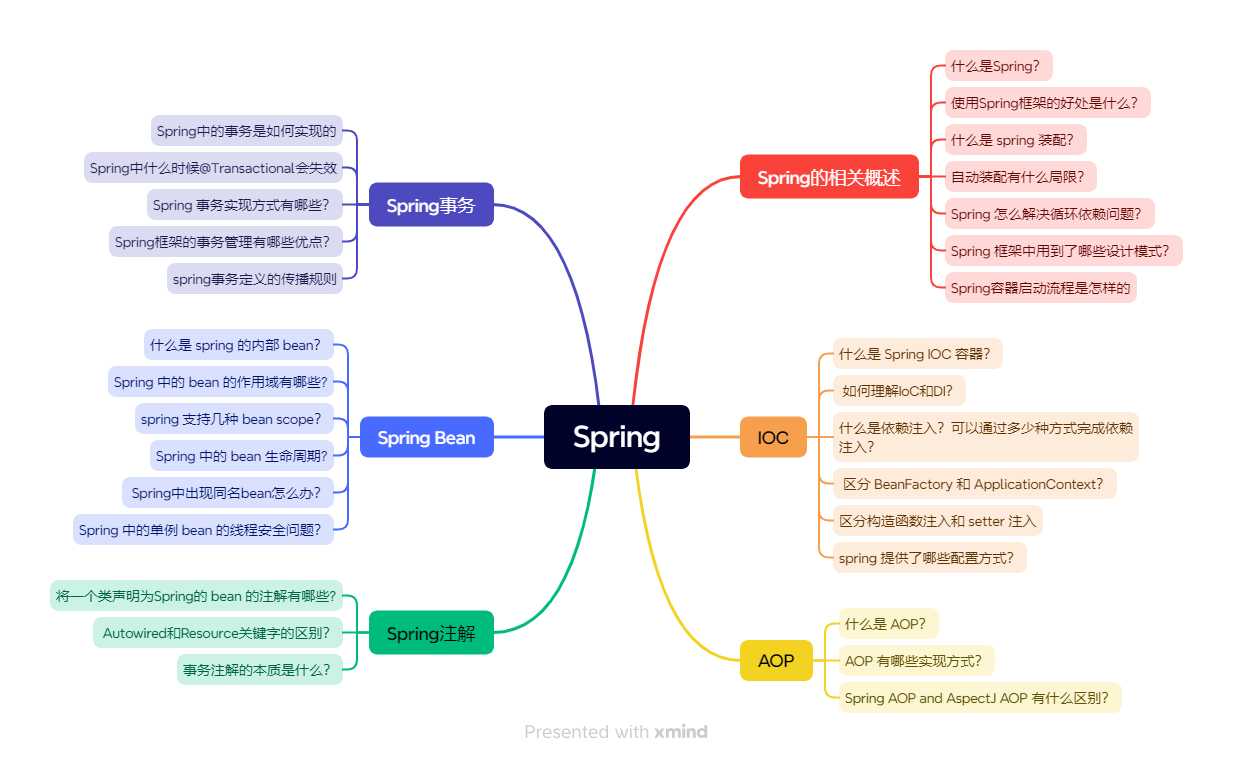 Spring
Spring的相关概述
什么是Spring？
使用Spring框架的好处是什么？
什么是 spring 装配？
自动装配有什么局限？
Spring 怎么解决循环依赖问题？
Spring 框架中用到了哪些设计模式？
Spring容器启动流程是怎样的
IOC
什么是 Spring IOC 容器？
如何理解IoC和DI？
什么是依赖注入？可以通过多少种方式完成依赖
注入？
区分 BeanFactory 和 ApplicationContext？
区分构造函数注入和 setter 注入
spring 提供了哪些配置方式？
AOP
什么是 AOP？
AOP 有哪些实现方式？
Spring AOP and AspectJ AOP 有什么区别？
Spring事务
Spring中的事务是如何实现的
Spring中什么时候@Transactional会失效
Spring 事务实现方式有哪些？
Spring框架的事务管理有哪些优点？
spring事务定义的传播规则
Spring Bean
什么是 spring 的内部 bean？
Spring 中的 bean 的作用域有哪些?
spring 支持几种 bean scope？
Spring 中的 bean 生命周期?
Spring中出现同名bean怎么办？
Spring 中的单例 bean 的线程安全问题？
Spring注解
将一个类声明为Spring的 bean 的注解有哪些?
Autowired和Resource关键字的区别？
事务注解的本质是什么？
Presented with xmind